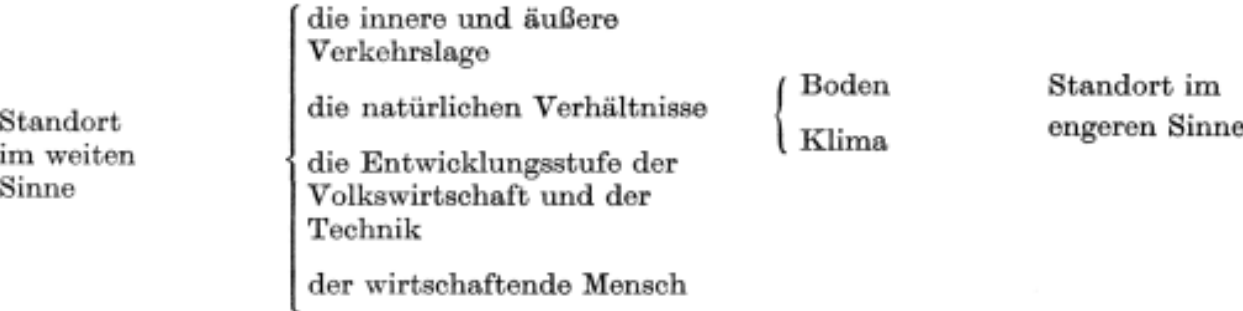 Standort
im weiten
Sinne
die innere und äußere
Verkehrslage
die natürlichen Verhältnisse
die Entwicklungsstufe der
Volkswirtschaft und der
Technik
der wirtschaftende Mensch
Boden
Klima
Standort im
engeren Sinne